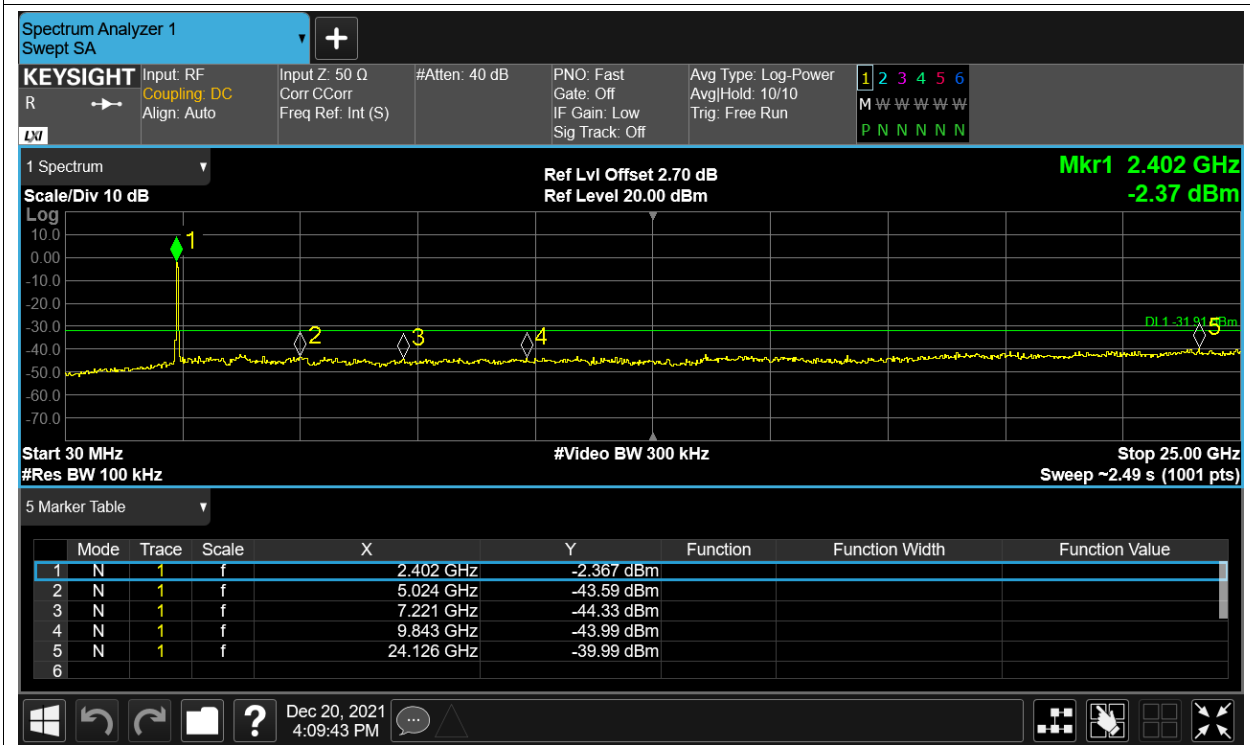 Spectrum Analyzer 1
Swept SA
KEYSIGHT
R
LXI
Input: RF
Coupling: DC
Align: Auto
Input Z: 50 Ω
Corr CCorr
Freq Ref: Int (S)
#Atten: 40 dB
PNO: Fast
Gate: Off
IF Gain: Low
Sig Track: Off
Avg Type: Log-Power
Avg|Hold: 10/10
Trig: Free Run
1 2 3 4 5 6
M W W W W W
P N N N N N
1 Spectrum
Scale/Div 10 dB
Ref Lvl Offset 2.70 dB
Ref Level 20.00 dBm
Mkr1 2.402 GHz
-2.37 dBm
Log
10.0
0.00
-10.0
-20.0
-30.0
-40.0
-50.0
-60.0
-70.0
1
2
3
4
5
DL1 -31.91 dBm
Start 30 MHz
#Video BW 300 kHz
Stop 25.00 GHz
#Res BW 100 kHz
Sweep ~2.49 s (1001 pts)
5 Marker Table
Mode Trace Scale X Y Function Function Width Function Value
1 N 1 f 2.402 GHz -2.367 dBm
2 N 1 f 5.024 GHz -43.59 dBm
3 N 1 f 7.221 GHz -44.33 dBm
4 N 1 f 9.843 GHz -43.99 dBm
5 N 1 f 24.126 GHz -39.99 dBm
6
?
Dec 20, 2021
4:09:43 PM